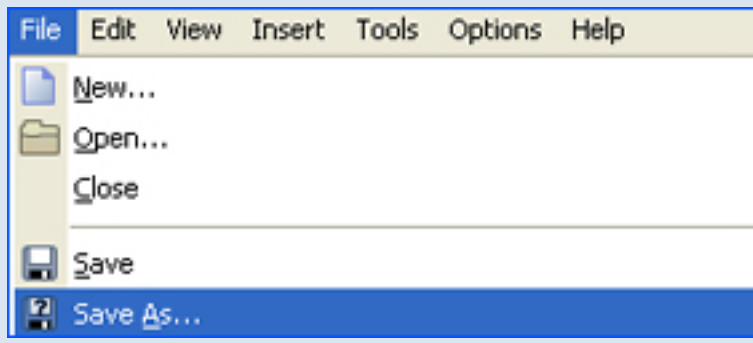 File Edit View Insert Tools Options Help
New...
Open...
Close
Save
Save As...